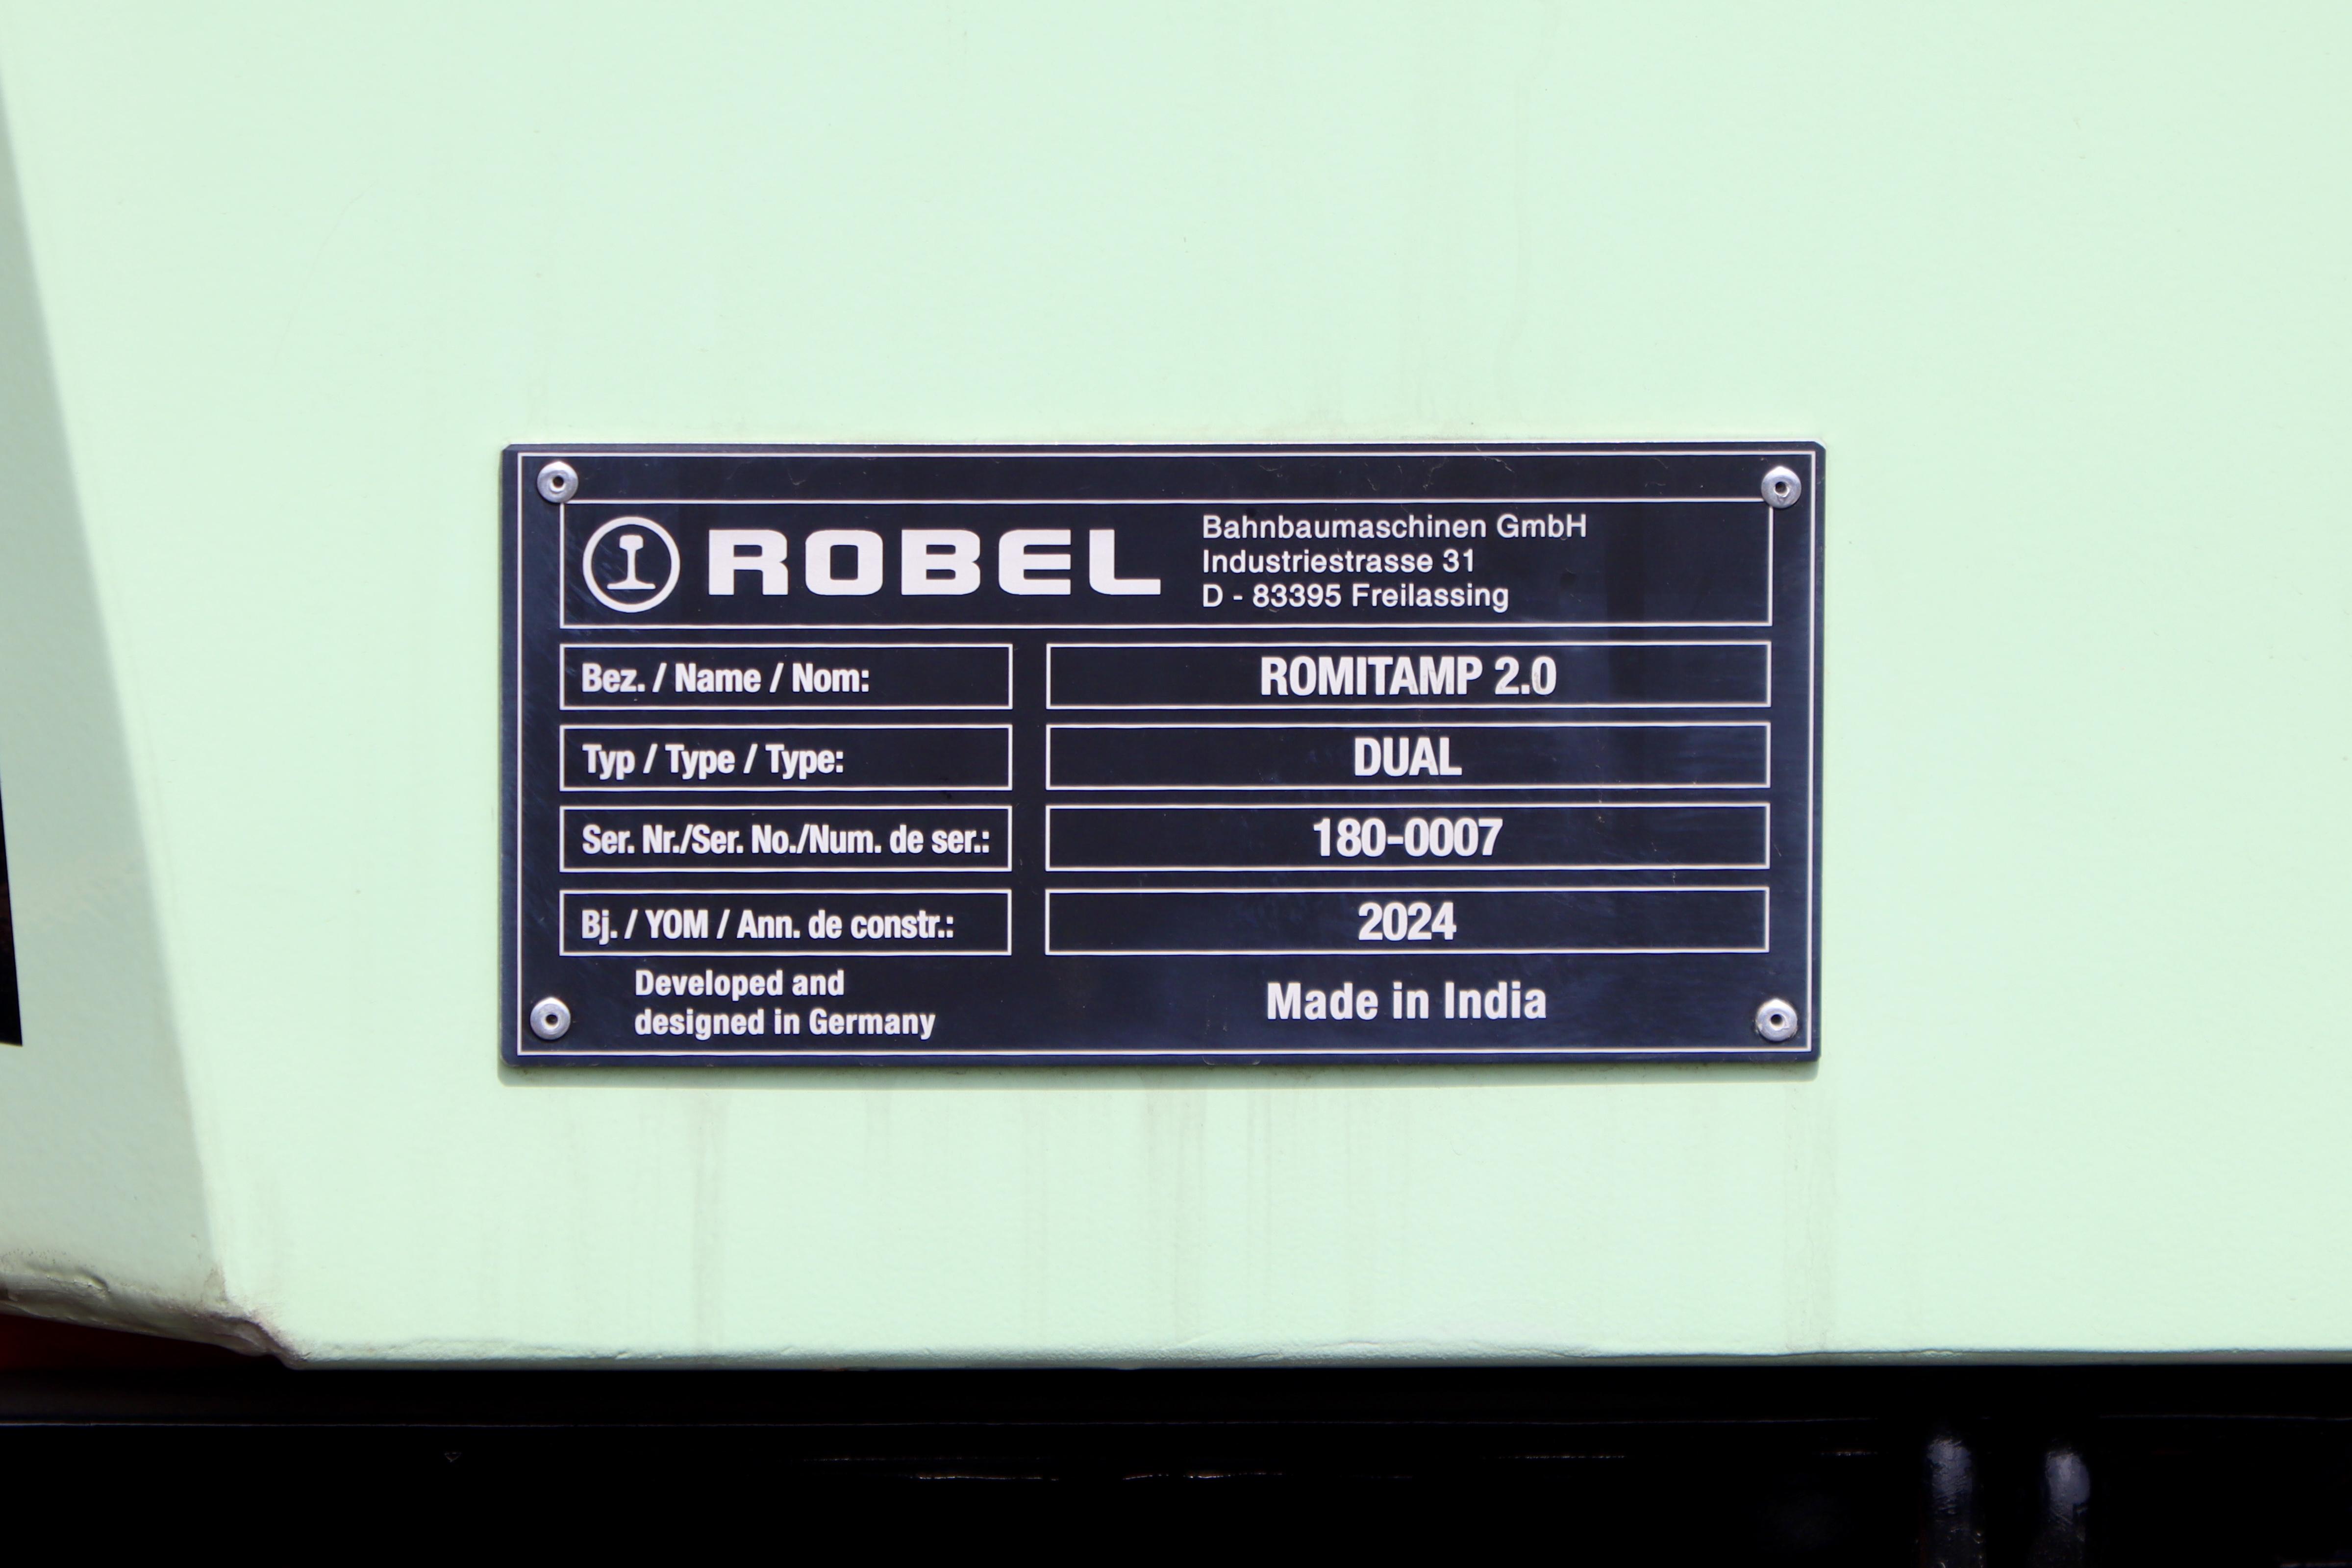 ROBEL
Bahnbaumaschinen GmbH
Industriestrasse 31
D - 83395 Freilassing
Bez. / Name / Nom: ROMITAMP 2.0
Typ / Type / Type: DUAL
Ser. Nr./Ser. No./Num. de ser.: 180-0007
Bj. / YOM / Ann. de constr.: 2024
Developed and
designed in Germany
Made in India